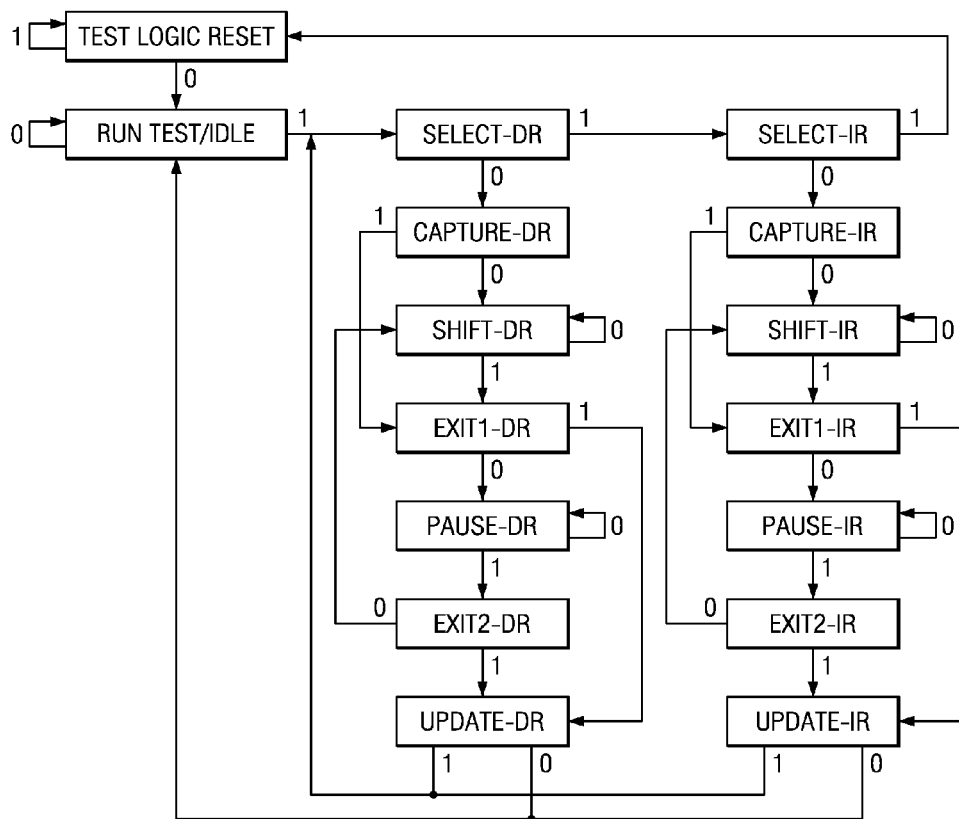 1 TEST LOGIC RESET
0
0 RUN TEST/IDLE 1 SELECT-DR 1 SELECT-IR 1
0 0
1 CAPTURE-DR 1 CAPTURE-IR
0 0
SHIFT-DR 0 SHIFT-IR 0
1 1
EXIT1-DR 1 EXIT1-IR 1
0 0
PAUSE-DR 0 PAUSE-IR 0
1 1
0 EXIT2-DR 0 EXIT2-IR
1 1
UPDATE-DR UPDATE-IR
1 0 1 0